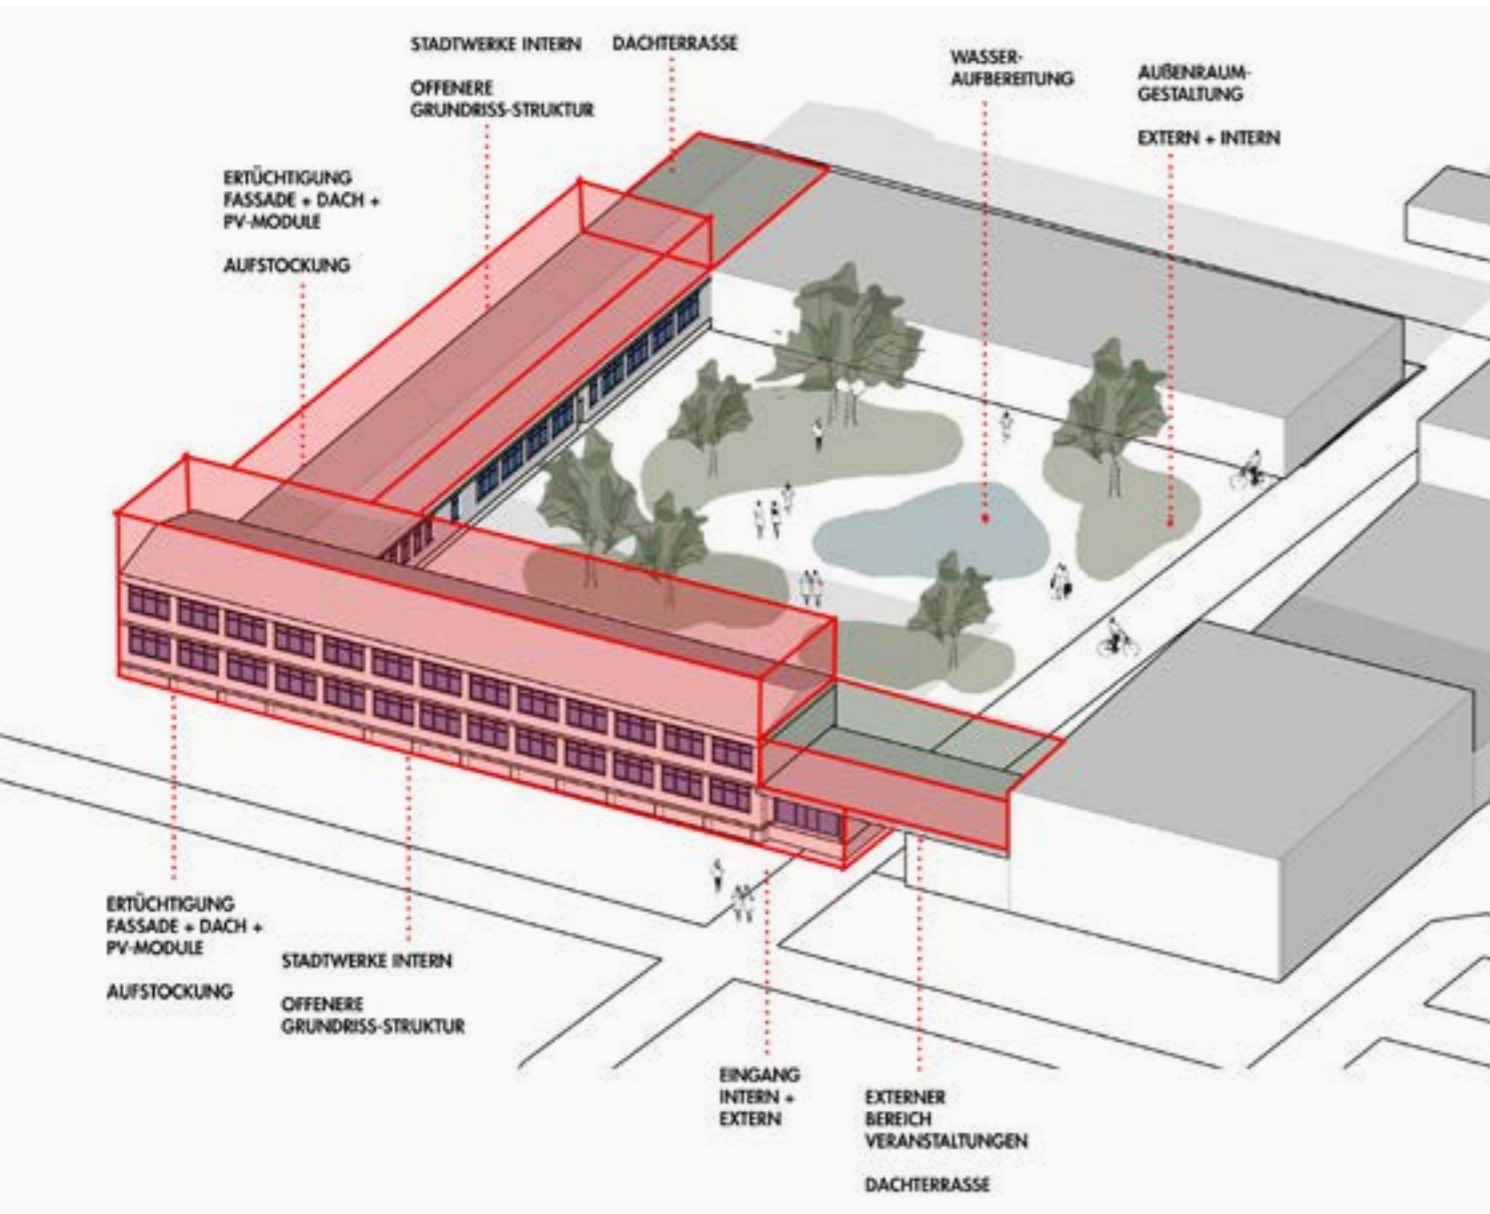 STADTWERKE INTERN
OFFENERE
GRUNDRISS-STRUKTUR
DACHTERRASSE
WASSER-
AUFBEREITUNG
AUßENRAUM-
GESTALTUNG
EXTERN + INTERN
ERTÜCHTIGUNG
FASSADE + DACH +
PV-MODULE
AUFSTOCKUNG
ERTÜCHTIGUNG
FASSADE + DACH +
PV-MODULE
AUFSTOCKUNG
STADTWERKE INTERN
OFFENERE
GRUNDRISS-STRUKTUR
EINGANG
INTERN +
EXTERN
EXTERNER
BEREICH
VERANSTALTUNGEN
DACHTERRASSE